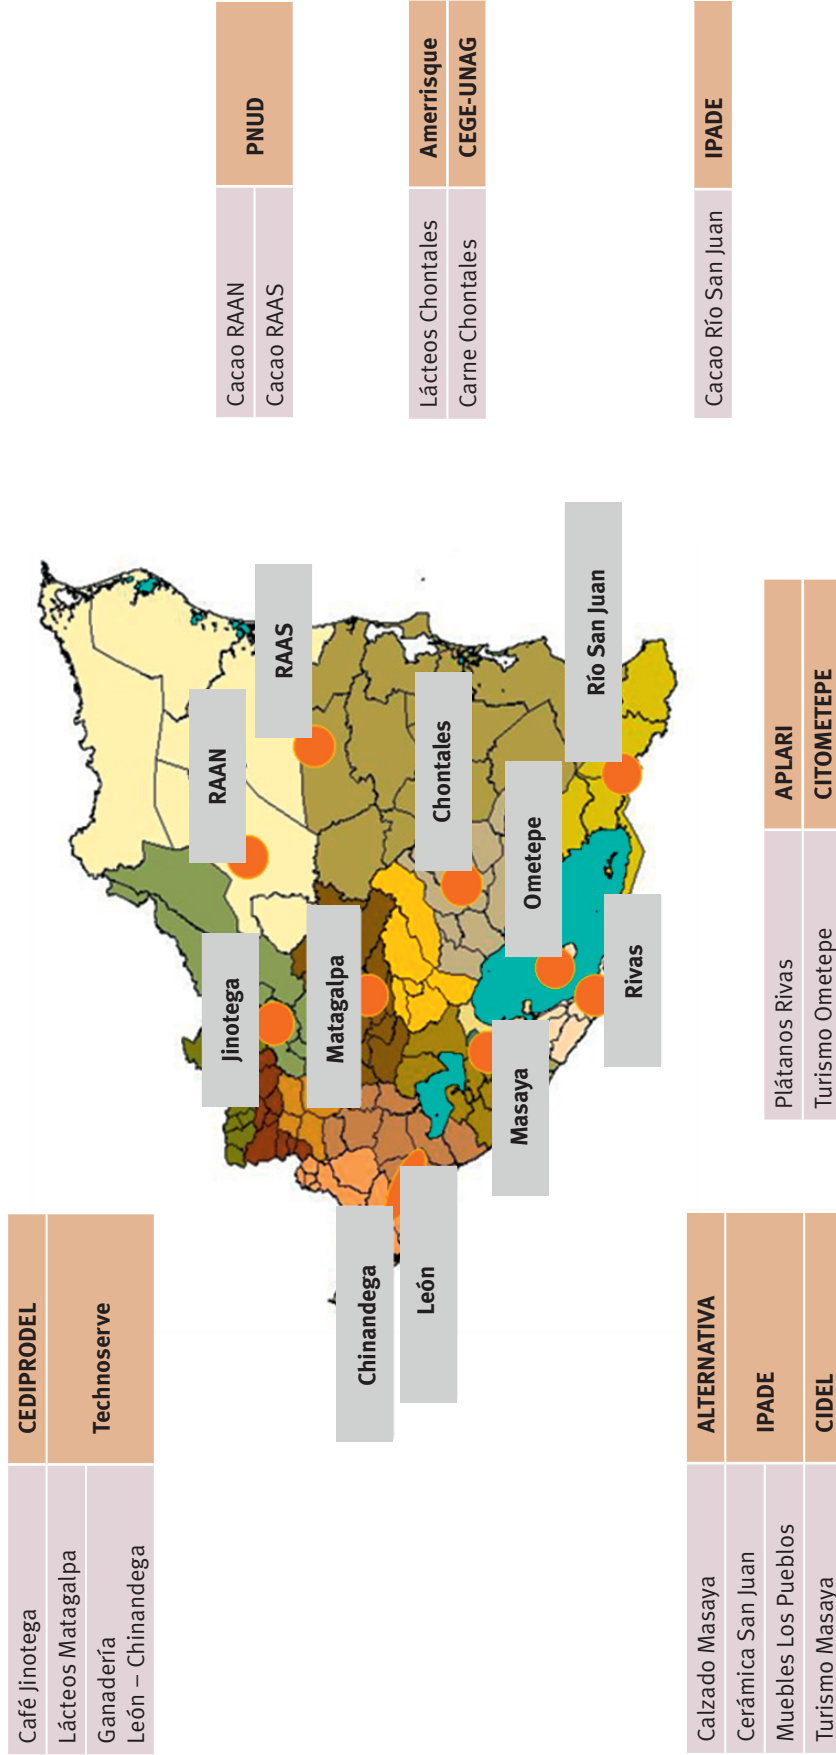 Café Jinotega
CEDIPRODEL
Lácteos Matagalpa
Technoserve
Ganadería
León – Chinandega
Cacao RAAN
PNUD
Cacao RAAS
Lácteos Chontales
Amerrisque
Carne Chontales
CEGE-UNAG
Cacao Río San Juan
IPADE
Jinotega
RAAN
RAAS
Matagalpa
Chinandega
León
Chontales
Masaya
Ometepe
Río San Juan
Rivas
Calzado Masaya
ALTERNATIVA
Cerámica San Juan
IPADE
Muebles Los Pueblos
Turismo Masaya
CIDEL
Plátanos Rivas
APLARI
Turismo Ometepe
CITOMETEPE